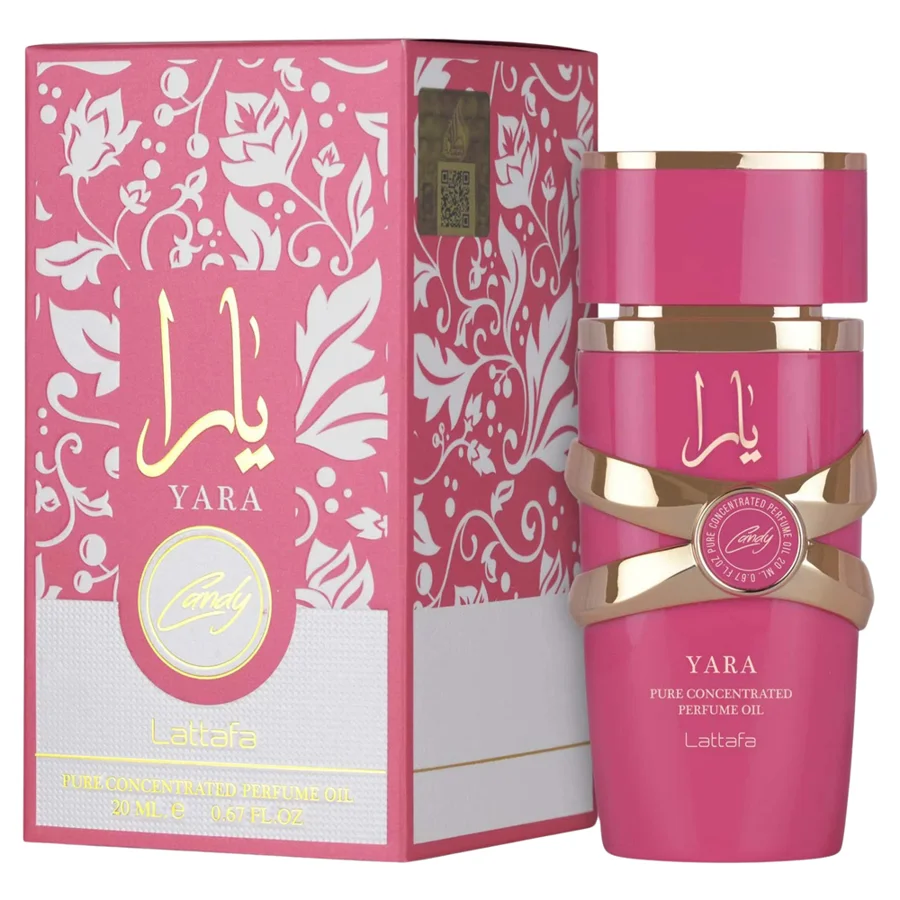 يارا
YARA
Candy
Lattafa
PURE CONCENTRATED PERFUME OIL
20 ML. e 0.67 FL.OZ
يارا
PURE CONCENTRATED PERFUME OIL 20 ML 0.67 FL OZ
Candy
YARA
PURE CONCENTRATED
PERFUME OIL
Lattafa